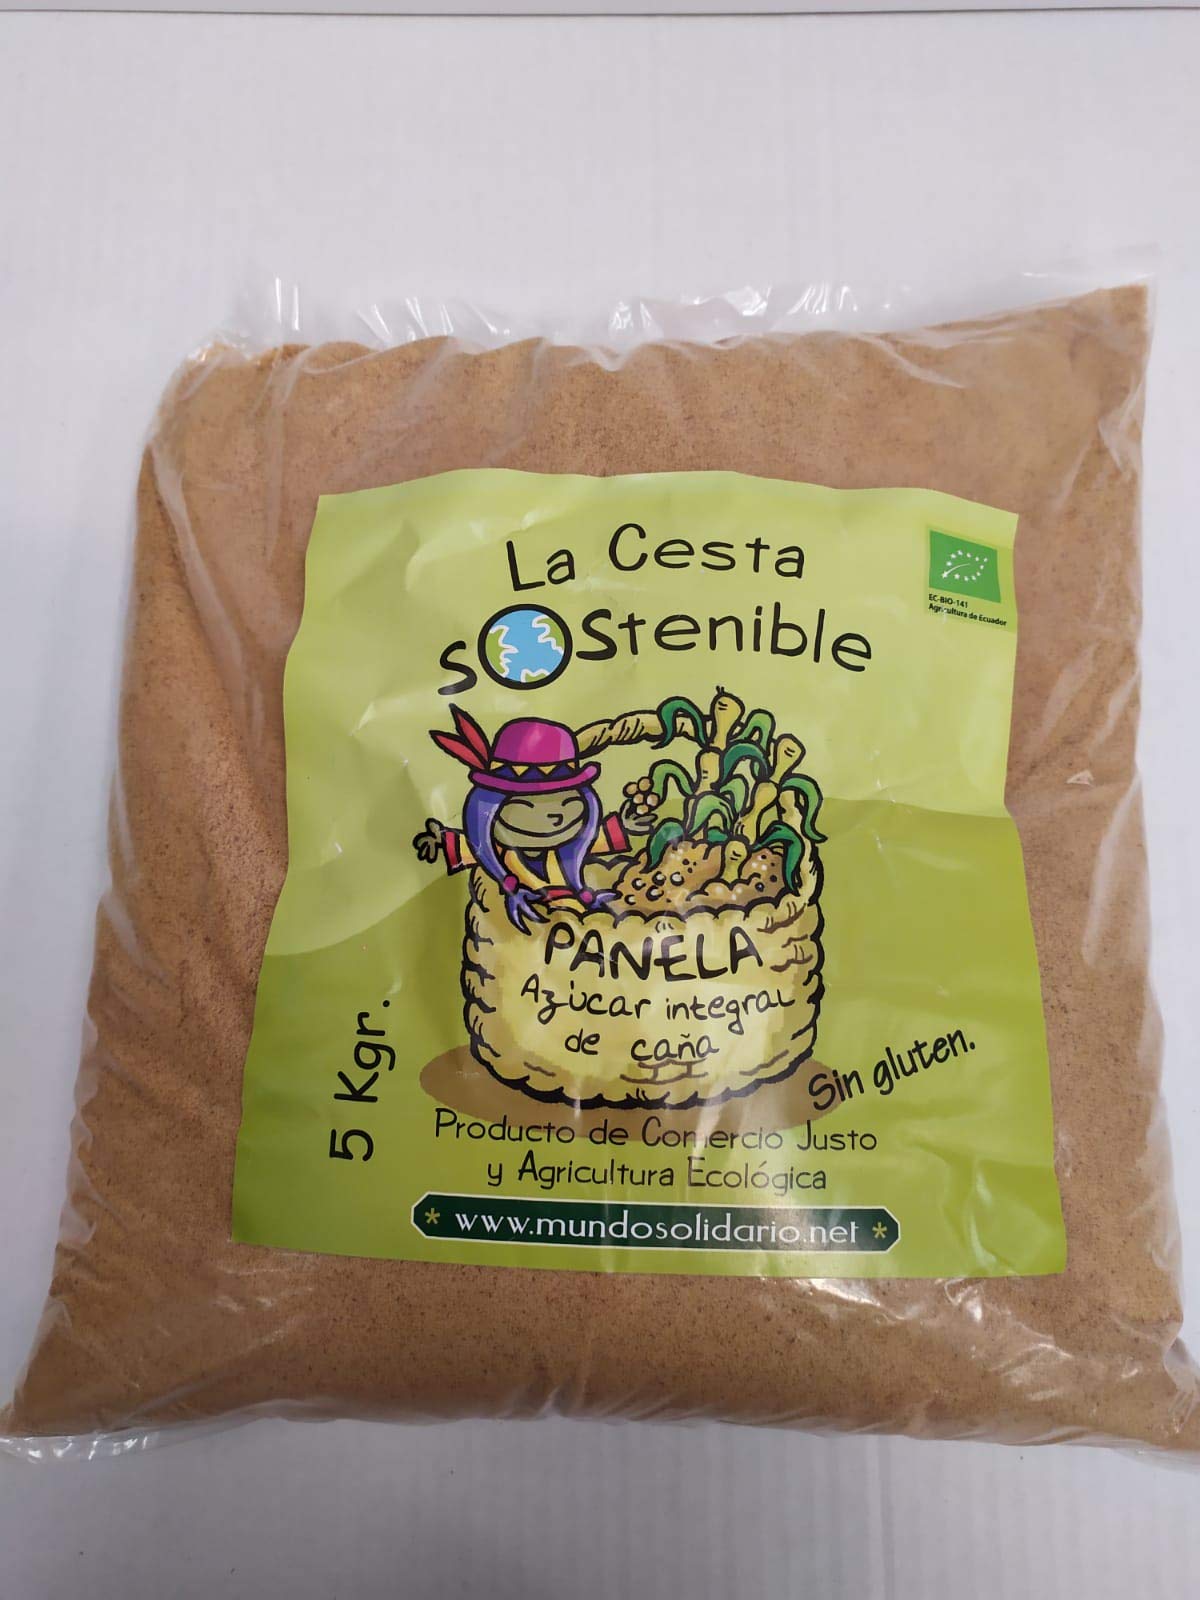 La Cesta
sostenible
EC-BIO-141
Agricultura de Ecuador
PANELA
Azúcar integral
de caña
5 Kgr.
Sin gluten.
Producto de Comercio Justo
y Agricultura Ecológica
* www.mundosolidario.net *